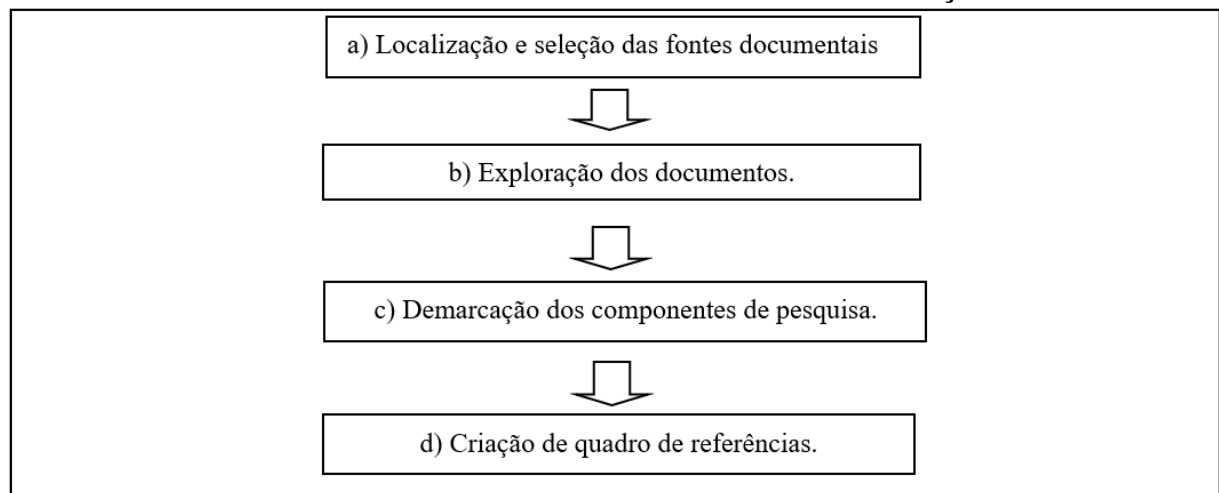 a) Localização e seleção das fontes documentais
b) Exploração dos documentos.
c) Demarcação dos componentes de pesquisa.
d) Criação de quadro de referências.